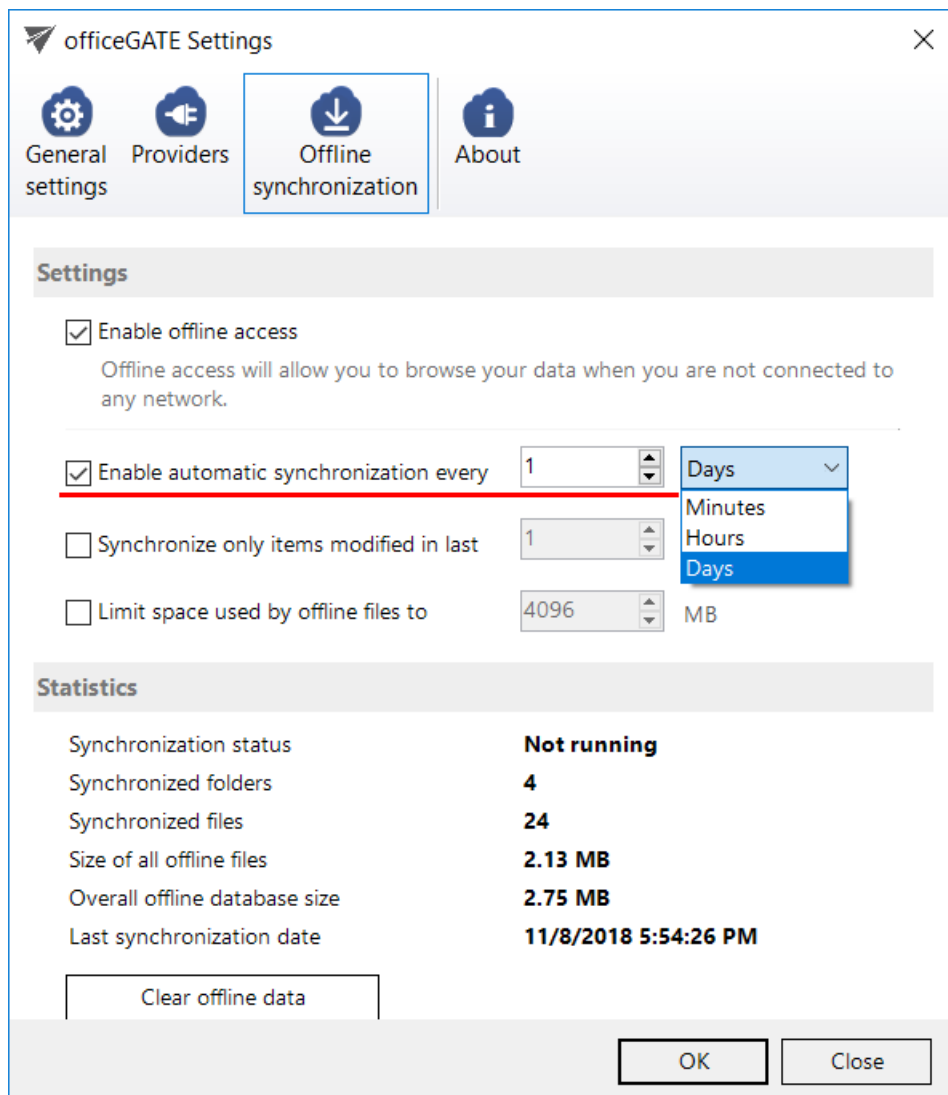 officeGATE Settings
General
settings
Providers
Offline
synchronization
About
Settings
Enable offline access
Offline access will allow you to browse your data when you are not connected to
any network.
Enable automatic synchronization every 1 Days
Minutes
Hours
Days
Synchronize only items modified in last 1
Limit space used by offline files to 4096 MB
Statistics
Synchronization status Not running
Synchronized folders 4
Synchronized files 24
Size of all offline files 2.13 MB
Overall offline database size 2.75 MB
Last synchronization date 11/8/2018 5:54:26 PM
Clear offline data
OK Close